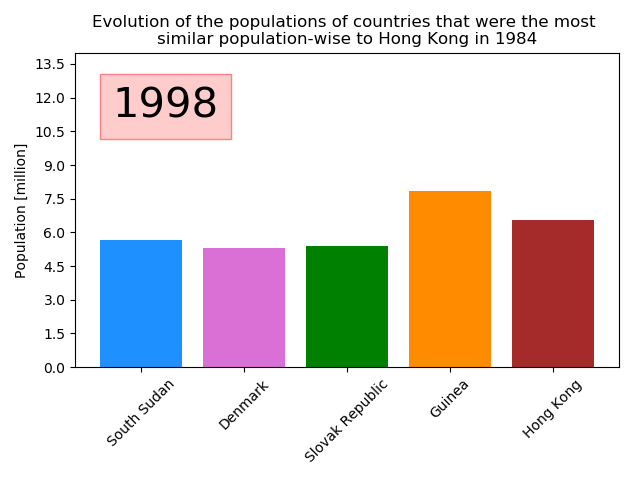 Evolution of the populations of countries that were the most
similar population-wise to Hong Kong in 1984
1998
Population [million]
13.5
12.0
10.5
9.0
7.5
6.0
4.5
3.0
1.5
0.0
South Sudan
Denmark
Slovak Republic
Guinea
Hong Kong